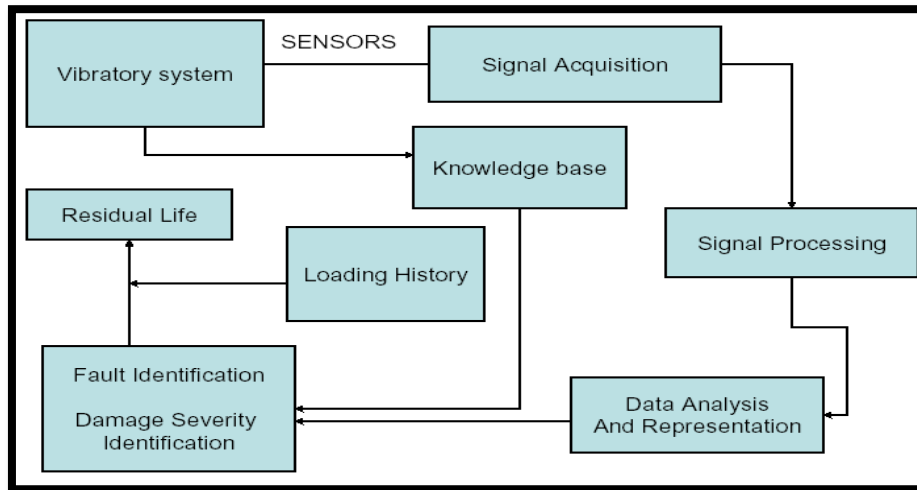 Vibratory system
SENSORS
Signal Acquisition
Knowledge base
Residual Life
Loading History
Signal Processing
Fault Identification
Damage Severity
Identification
Data Analysis
And Representation